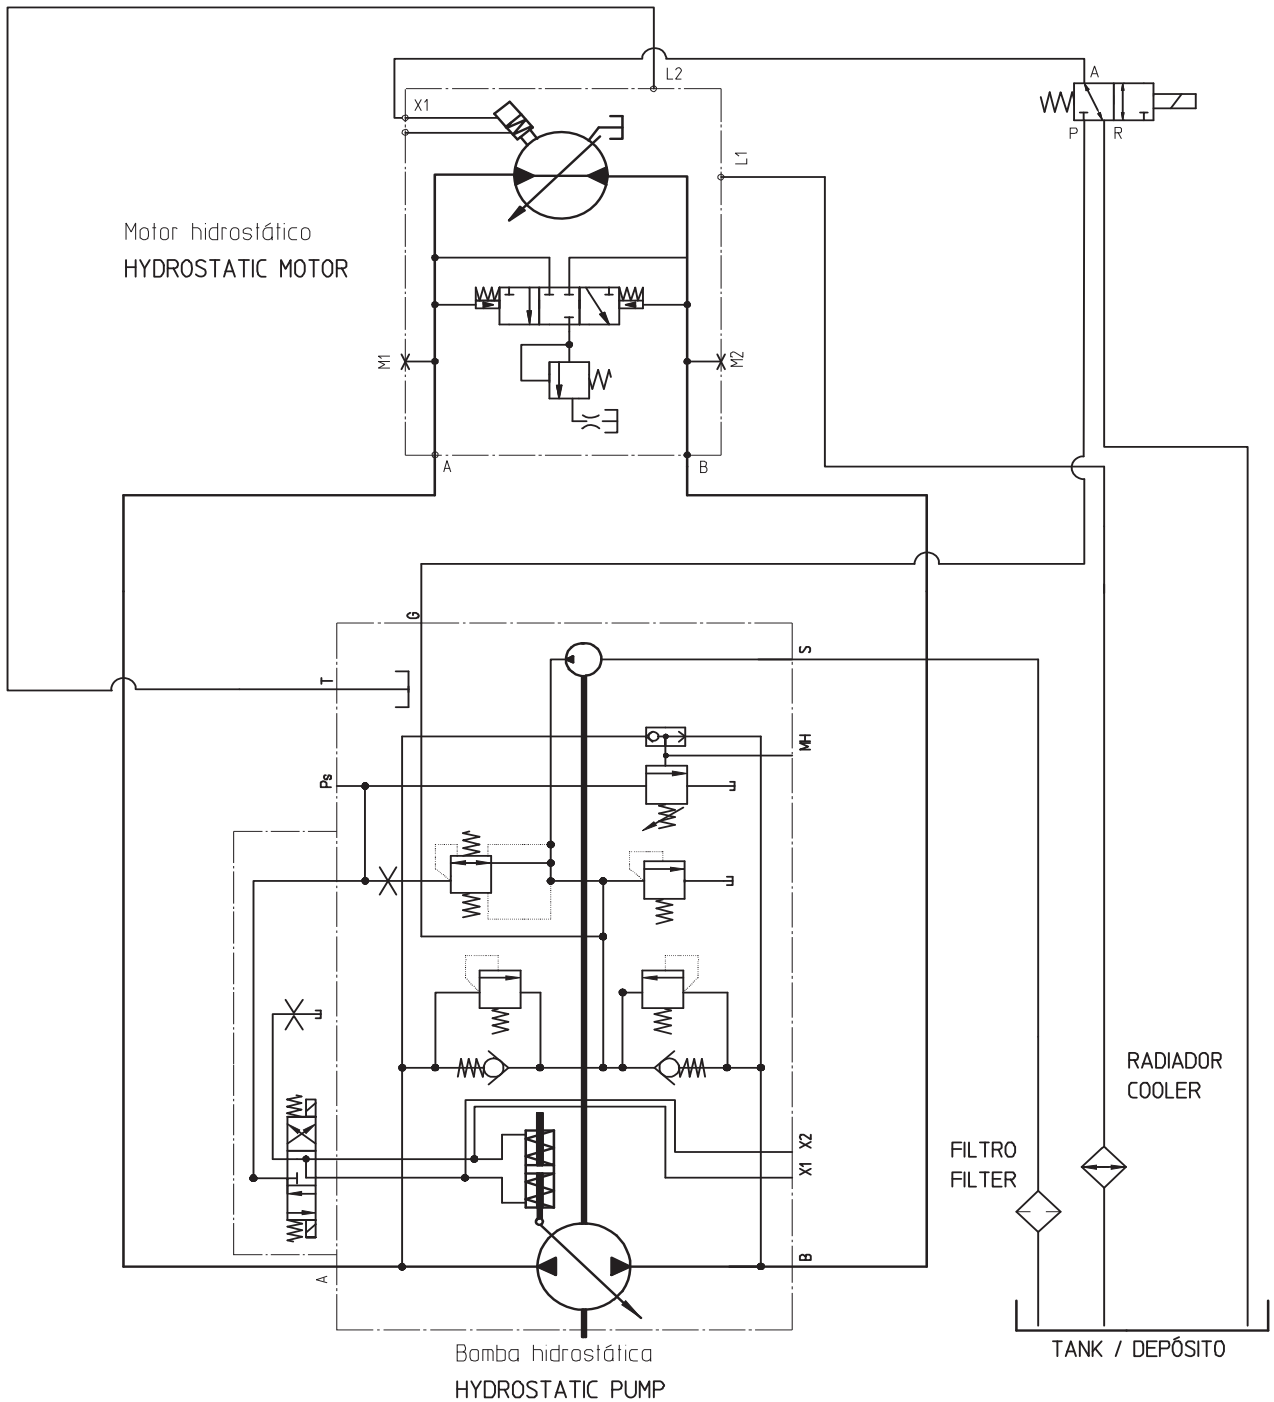 L2
A
X1
P
R
L1
Motor hidrostático
HYDROSTATIC MOTOR
M1
M2
A
B
G
S
T
MH
Ps
RADIADOR
COOLER
X2
FILTRO
FILTER
X1
B
A
TANK / DEPÓSITO
Bomba hidrostática
HYDROSTATIC PUMP